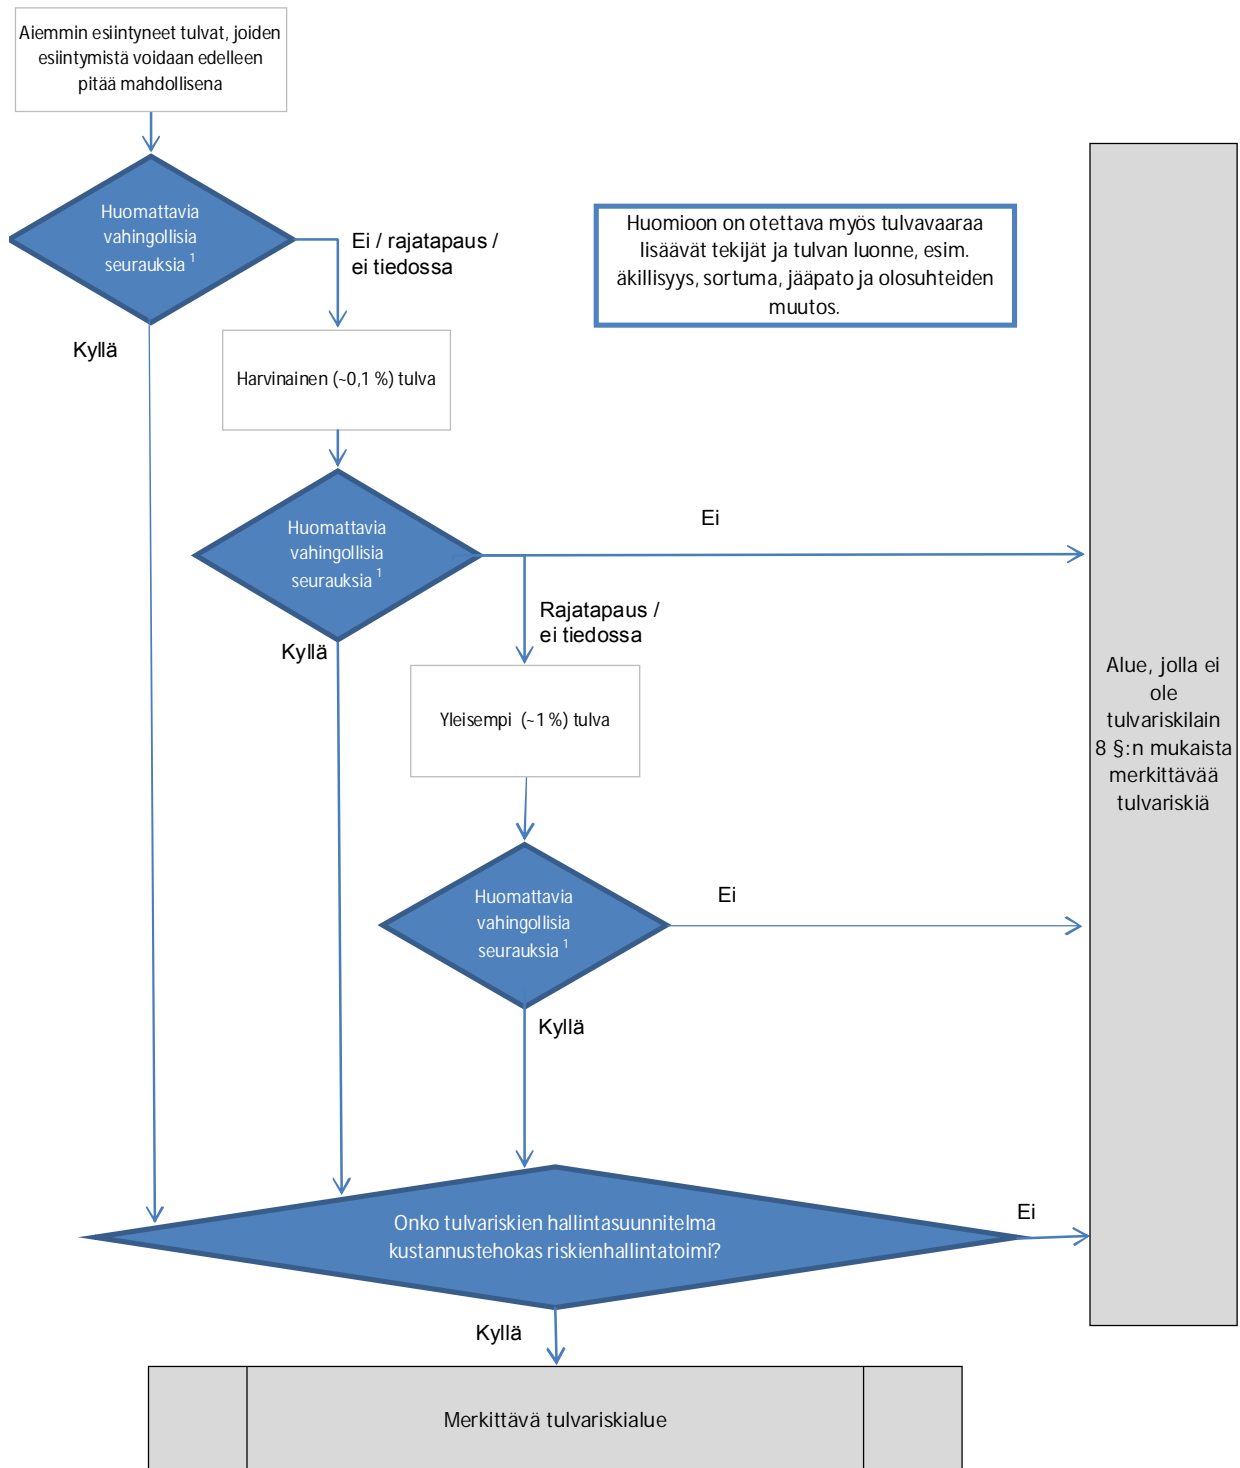 Aiemmin esiintyneet tulvat, joiden
esiintymistä voidaan edelleen
pitää mahdollisena
Huomattavia
vahingollisia
seurauksia ¹
Ei / rajatapaus /
ei tiedossa
Huomioon on otettava myös tulvavaaraa
lisäävät tekijät ja tulvan luonne, esim.
äkillisyys, sortuma, jääpato ja olosuhteiden
muutos.
Kyllä
Harvinainen (~0,1 %) tulva
Huomattavia
vahingollisia
seurauksia ¹
Ei
Rajatapaus /
ei tiedossa
Kyllä
Yleisempi (~1 %) tulva
Alue, jolla ei
ole
tulvariskilain
8 §:n mukaista
merkittävää
tulvariskiä
Huomattavia
vahingollisia
seurauksia ¹
Ei
Kyllä
Onko tulvariskien hallintasuunnitelma
kustannustehokas riskienhallintatoimi?
Ei
Kyllä
Merkittävä tulvariskialue